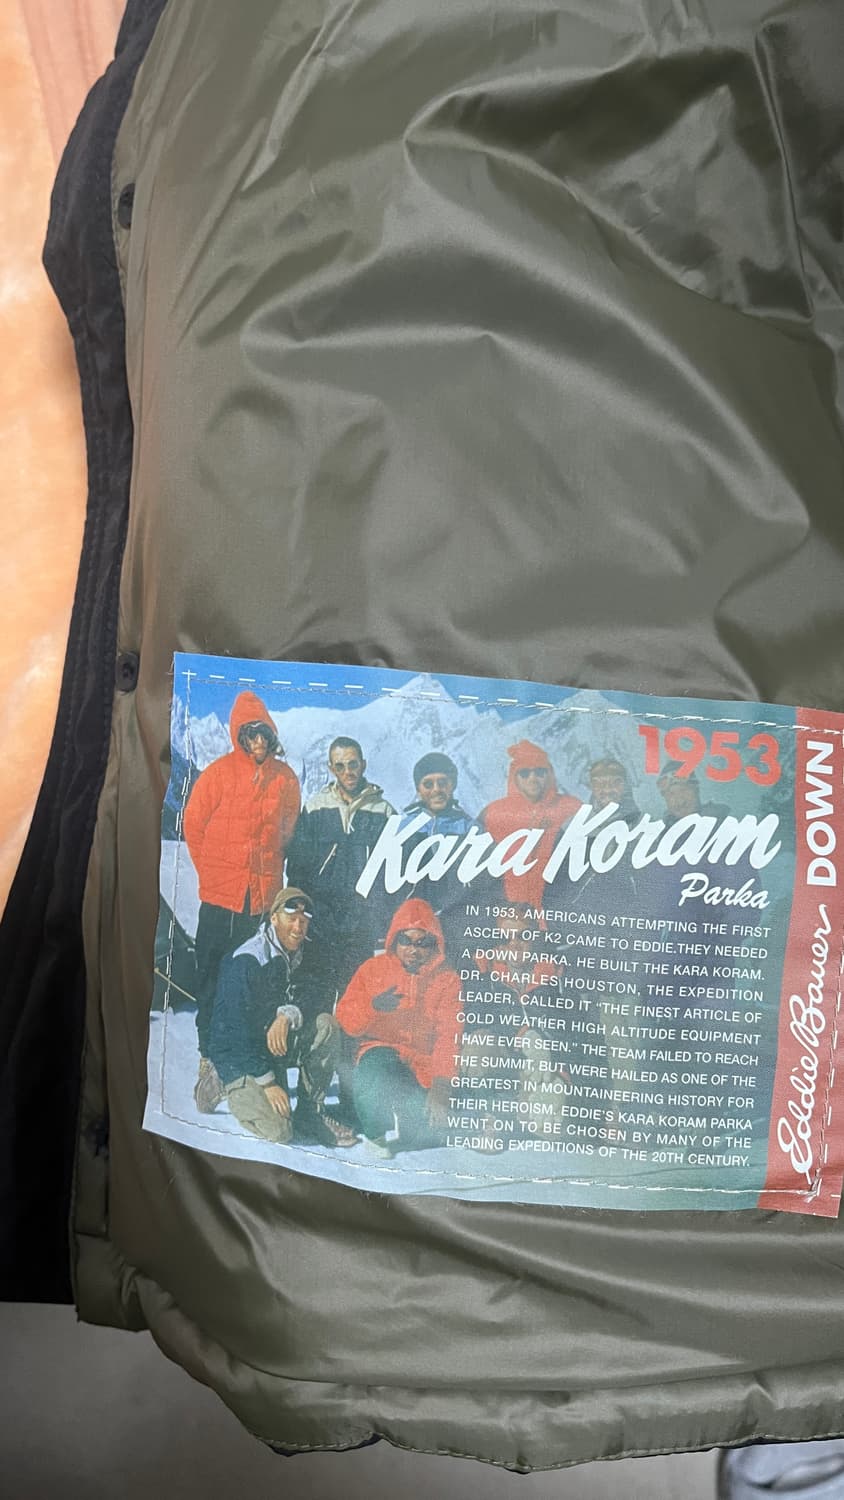 1953
Kara Koram
Parka
IN 1953, AMERICANS ATTEMPTING THE FIRST
ASCENT OF K2 CAME TO EDDIE.THEY NEEDED
A DOWN PARKA. HE BUILT THE KARA KORAM.
DR. CHARLES HOUSTON, THE EXPEDITION
LEADER, CALLED IT "THE FINEST ARTICLE OF
COLD WEATHER HIGH ALTITUDE EQUIPMENT
I HAVE EVER SEEN." THE TEAM FAILED TO REACH
THE SUMMIT, BUT WERE HAILED AS ONE OF THE
GREATEST IN MOUNTAINEERING HISTORY FOR
THEIR HEROISM. EDDIE'S KARA KORAM PARKA
WENT ON TO BE CHOSEN BY MANY OF THE
LEADING EXPEDITIONS OF THE 20TH CENTURY.
Eddie Bauer DOWN